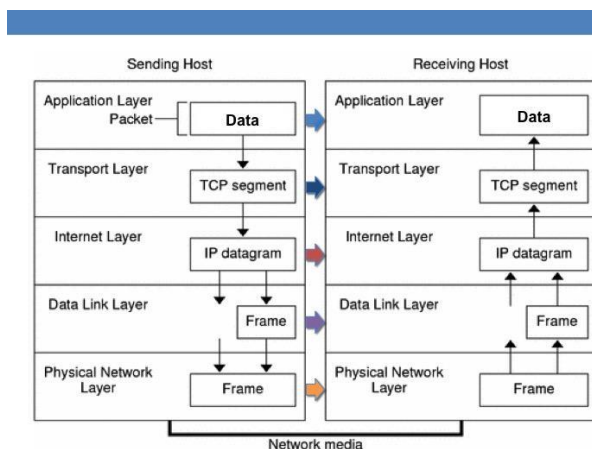 Sending Host
Receiving Host
Application Layer
Packet
Data
Application Layer
Data
Transport Layer
TCP segment
Transport Layer
TCP segment
Internet Layer
IP datagram
Internet Layer
IP datagram
Data Link Layer
Frame
Data Link Layer
Frame
Physical Network
Layer
Frame
Physical Network
Layer
Frame
Network media